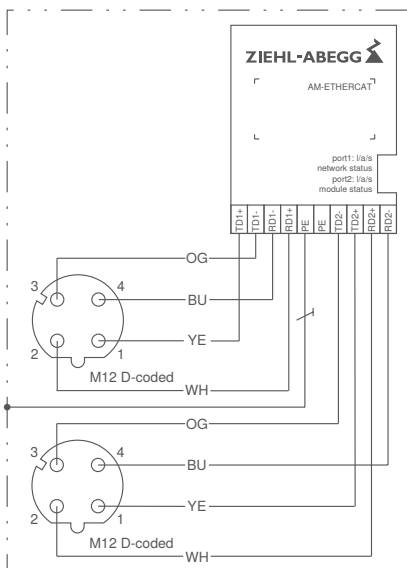 ZIEHL-ABEGG
AM-ETHERCAT
port1: l/a/s
network status
port2: l/a/s
module status
TD1+ TD1- RD1- RD1+ PE PE TD2- TD2+ RD2+ RD2-
OG
3 4
BU
YE
2 1
M12 D-coded
WH
OG
3 4
BU
YE
2 1
M12 D-coded
WH